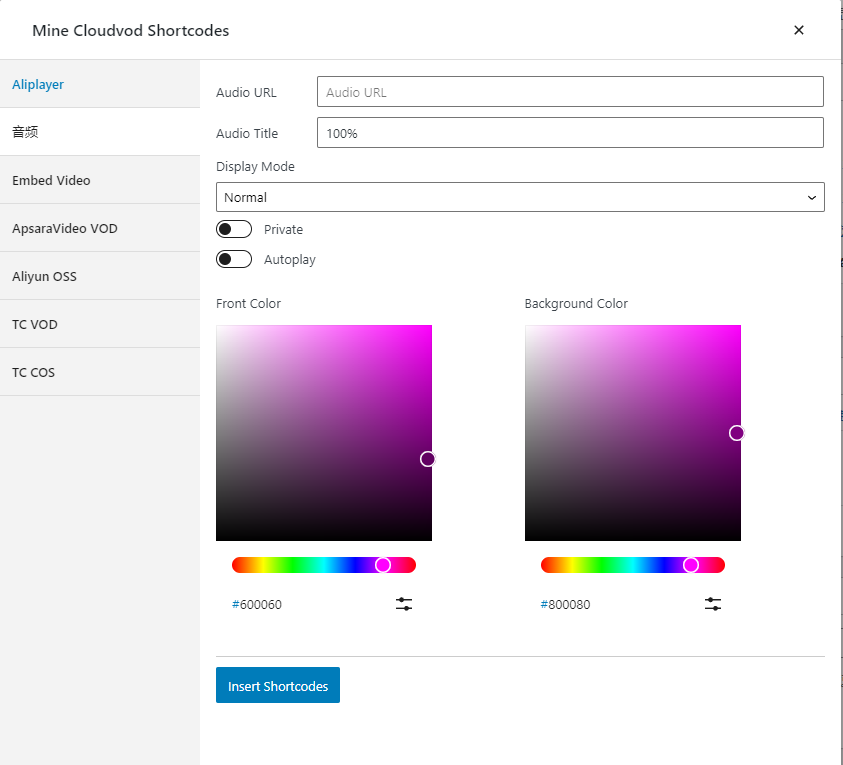 Mine Cloudvod Shortcodes
Aliplayer
音频
Embed Video
ApsaraVideo VOD
Aliyun OSS
TC VOD
TC COS
Audio URL
Audio URL
Audio Title
100%
Display Mode
Normal
Private
Autoplay
Front Color
Background Color
#600060
#800080
Insert Shortcodes